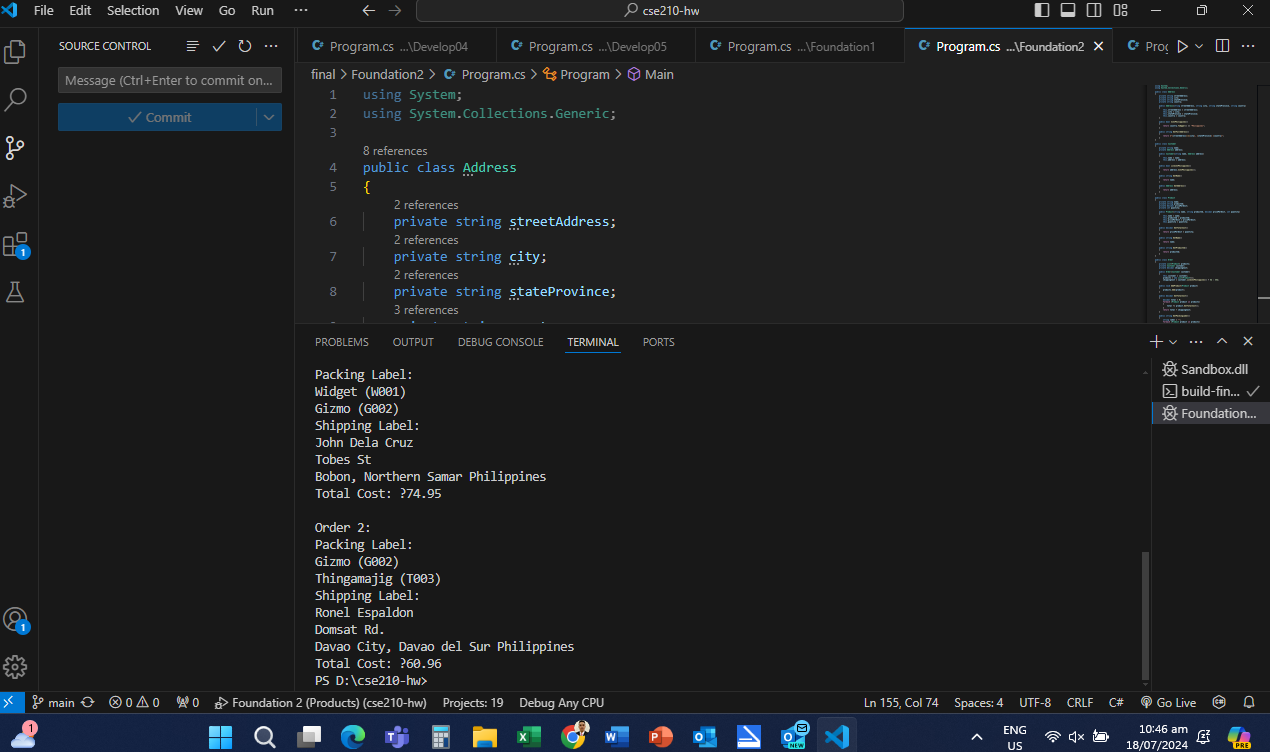 File Edit Selection View Go Run ··· cse210-hw
SOURCE CONTROL
Message (Ctrl+Enter to commit on...
Commit
Program.cs ...\Develop04 Program.cs ...\Develop05 Program.cs ...\Foundation1 Program.cs ...\Foundation2 Prog
final > Foundation2 > Program.cs > Program > Main
1 using System;
2 using System.Collections.Generic;
3
8 references
4 public class Address
5 {
2 references
6 private string streetAddress;
2 references
7 private string city;
2 references
8 private string stateProvince;
3 references
PROBLEMS OUTPUT DEBUG CONSOLE TERMINAL PORTS
Packing Label:
Widget (W001)
Gizmo (G002)
Shipping Label:
John Dela Cruz
Tobes St
Bobon, Northern Samar Philippines
Total Cost: ?74.95
Order 2:
Packing Label:
Gizmo (G002)
Thingamajig (T003)
Shipping Label:
Ronel Espaldon
Domsat Rd.
Davao City, Davao del Sur Philippines
Total Cost: ?60.96
PS D:\cse210-hw>
Sandbox.dll
build-fin...
Foundation...
1
1
main 0 0 0 Foundation 2 (Products) (cse210-hw) Projects: 19 Debug Any CPU Ln 155, Col 74 Spaces: 4 UTF-8 CRLF C# Go Live
1
NEW
ENG
US
10:46 am
18/07/2024
PRE